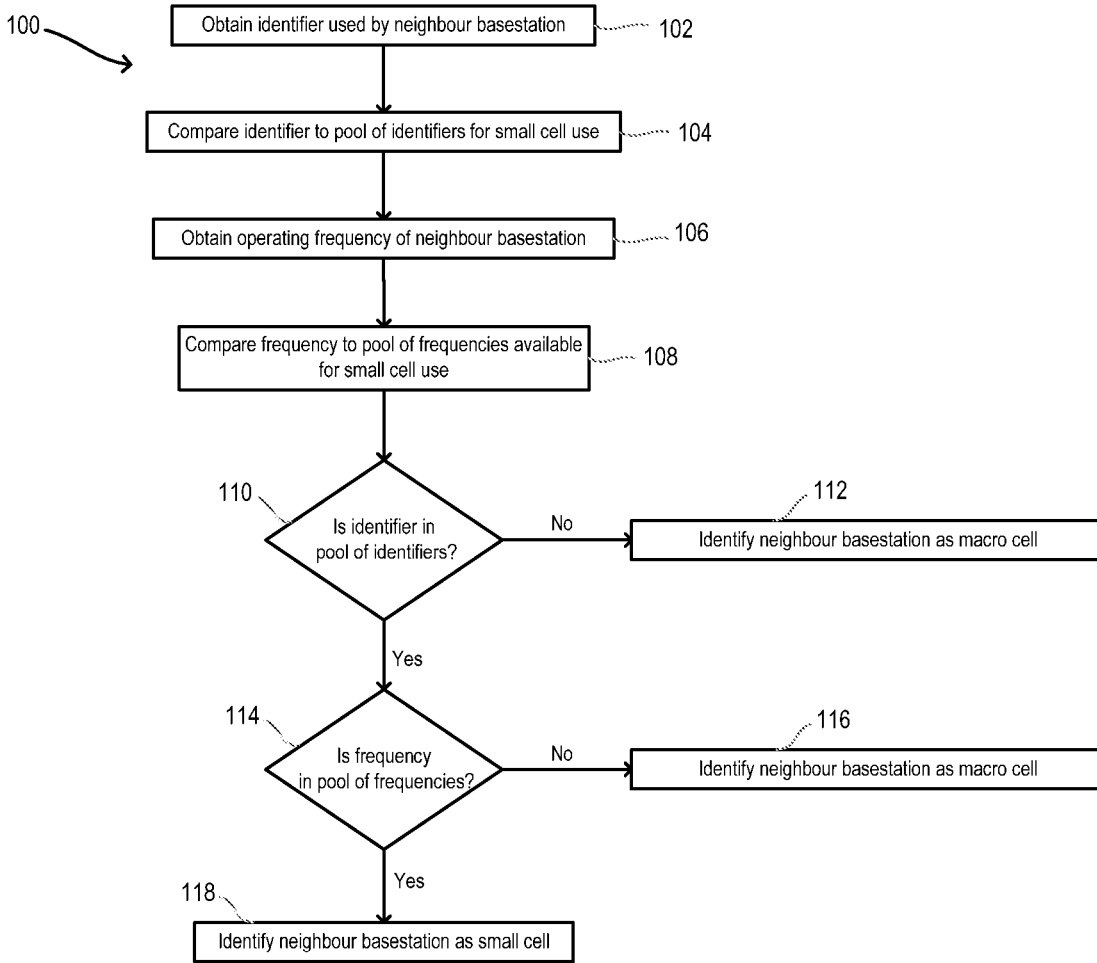 100
Obtain identifier used by neighbour basestation
102
Compare identifier to pool of identifiers for small cell use
104
Obtain operating frequency of neighbour basestation
106
Compare frequency to pool of frequencies available
for small cell use
108
110
Is identifier in
pool of identifiers?
No
112
Identify neighbour basestation as macro cell
Yes
114
Is frequency
in pool of frequencies?
No
116
Identify neighbour basestation as macro cell
Yes
118
Identify neighbour basestation as small cell